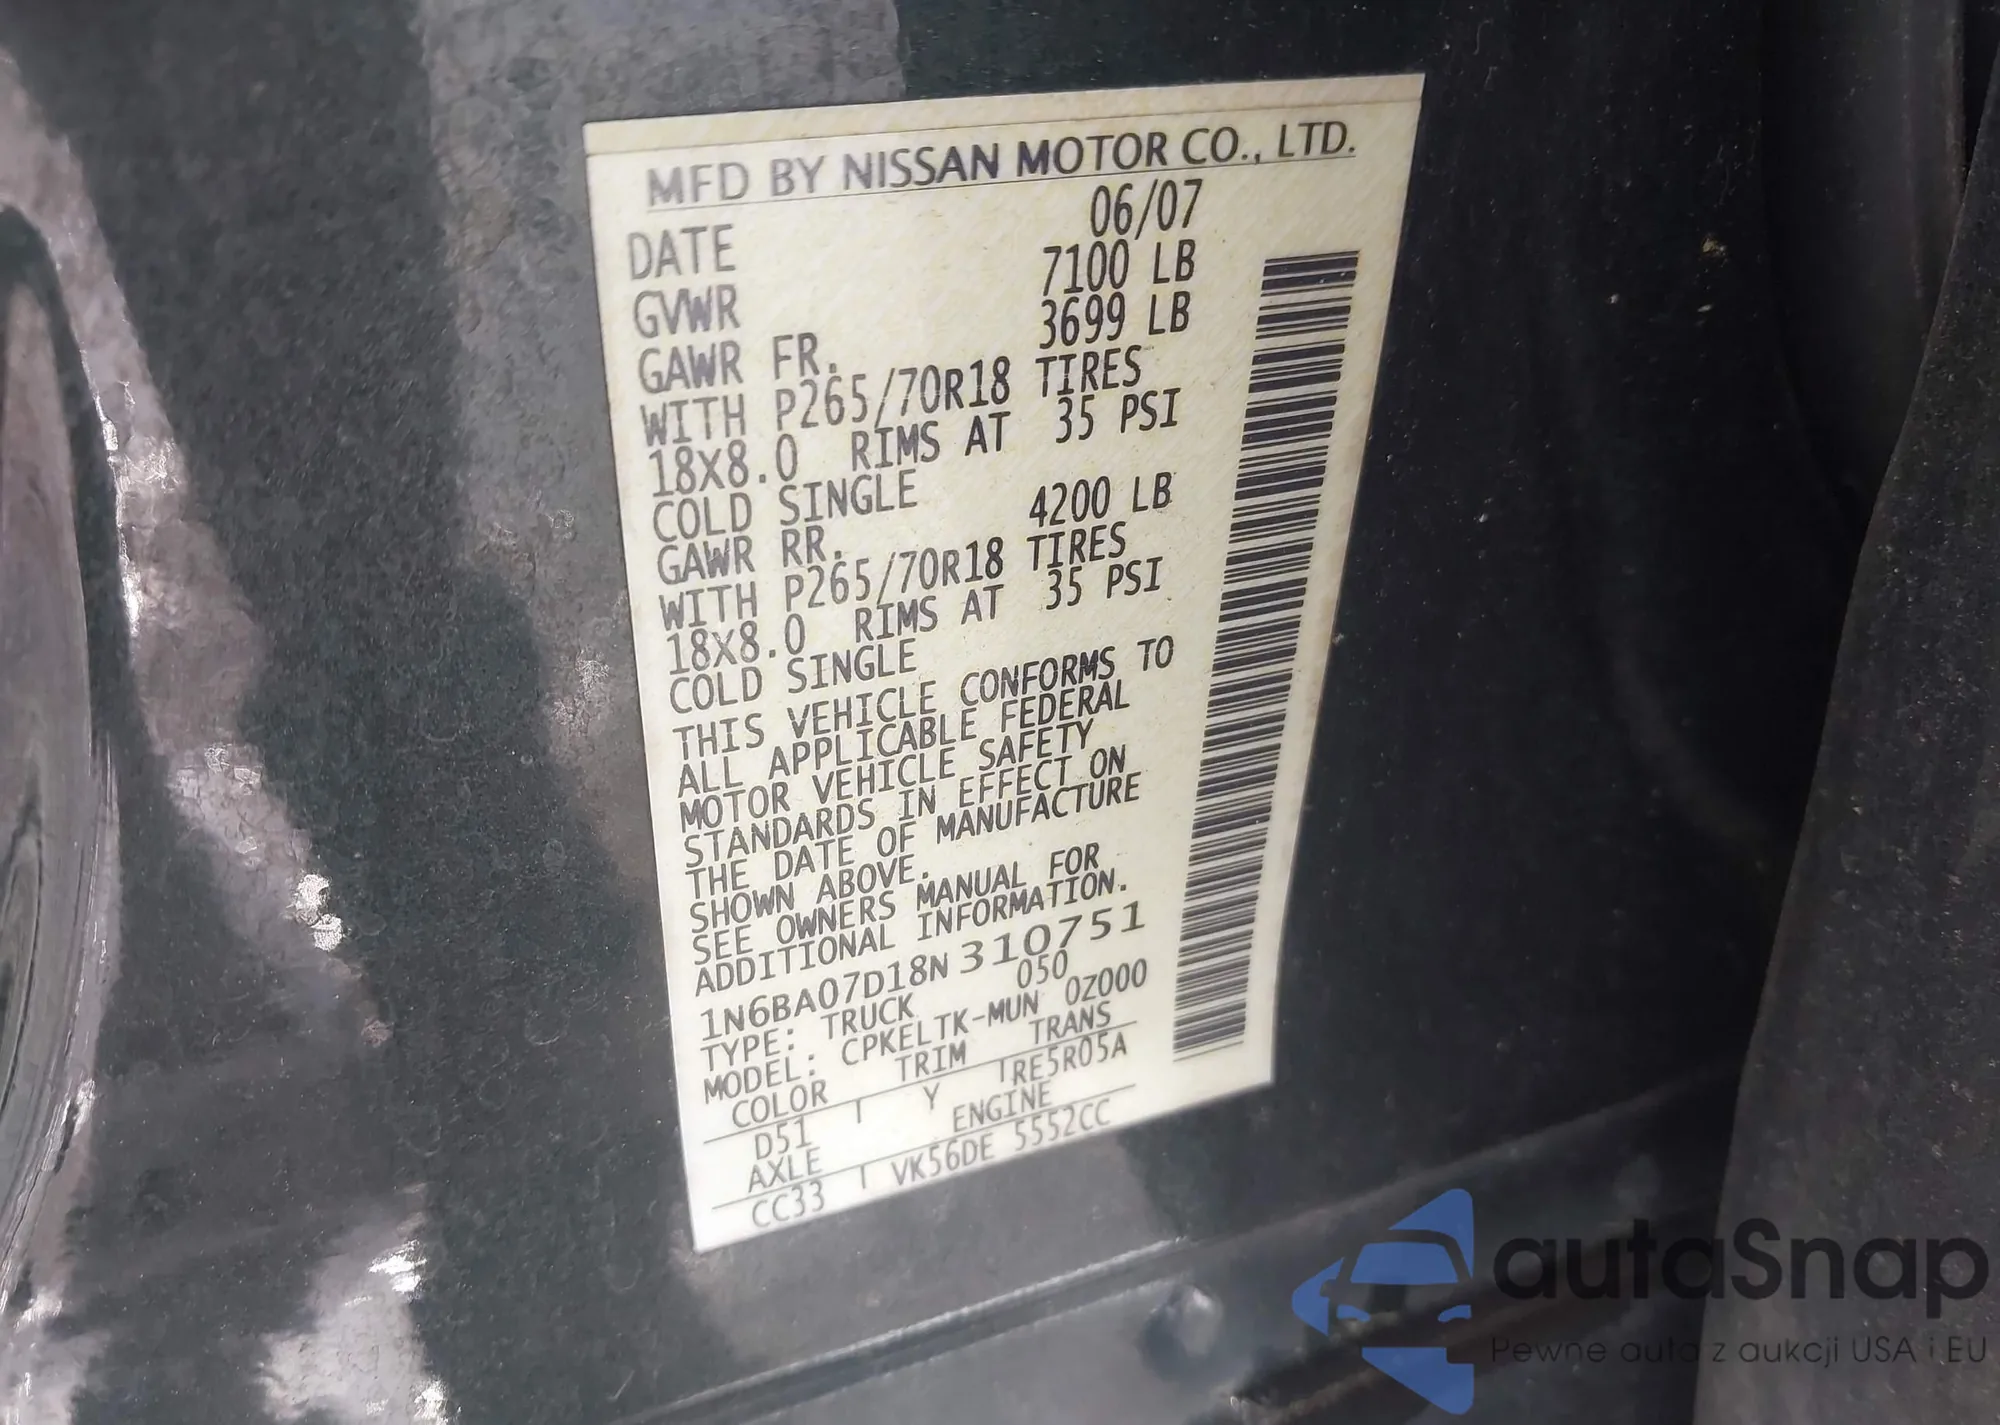 MFD BY NISSAN MOTOR CO., LTD.
DATE 06/07
GVWR 7100 LB
GAWR FR. 3699 LB
WITH P265/70R18 TIRES
18X8.0 RIMS AT 35 PSI
COLD SINGLE
GAWR RR. 4200 LB
WITH P265/70R18 TIRES
18X8.0 RIMS AT 35 PSI
COLD SINGLE
THIS VEHICLE CONFORMS TO
ALL APPLICABLE FEDERAL
MOTOR VEHICLE SAFETY
STANDARDS IN EFFECT ON
THE DATE OF MANUFACTURE
SHOWN ABOVE.
SEE OWNERS MANUAL FOR
ADDITIONAL INFORMATION.
1N6BA07D18N310751
TYPE: TRUCK 050
MODEL: CPKELTK-MUN 0Z000
COLOR TRIM TRANS
D51 Y RE5R05A
AXLE ENGINE
CC33 VK56DE 5552CC
autaSnap
Pewne auta z aukcji USA i EU